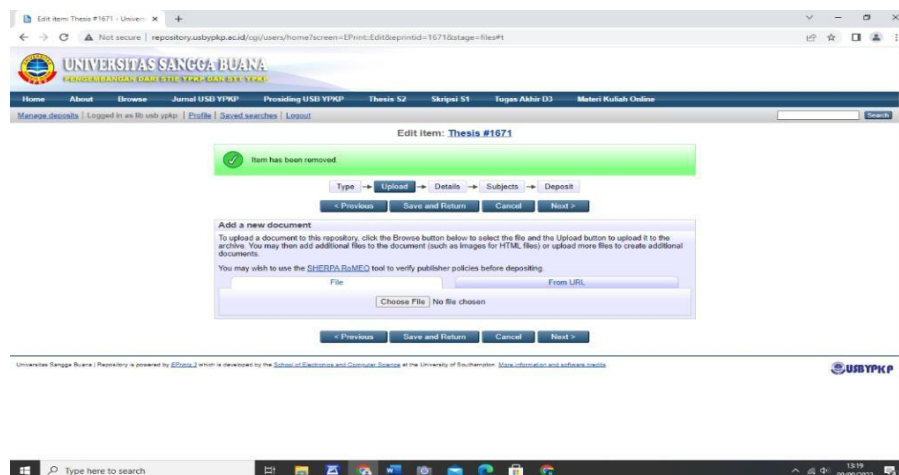 Edit item: Thesis #1671 - Univers
Not secure | repository.usbypkp.ac.id/cgi/users/home?screen=EPrint:Edit&eprintid=1671&stage=files#t
UNIVERSITAS SANGGA BUANA
PENGEMBANGAN DARI STIE YPKP DAN STT YPKP
Home About Browse Jurnal USB YPKP Prosiding USB YPKP Thesis S2 Skripsi S1 Tugas Akhir D3 Materi Kuliah Online
Manage deposits | Logged in as lib usb ypkp | Profile | Saved searches | Logout Search
Edit item: Thesis #1671
Item has been removed.
Type Upload Details Subjects Deposit
< Previous Save and Return Cancel Next >
Add a new document
To upload a document to this repository, click the Browse button below to select the file and the Upload button to upload it to the
archive. You may then add additional files to the document (such as images for HTML files) or upload more files to create additional
documents.
You may wish to use the SHERPA RoMEO tool to verify publisher policies before depositing.
File From URL
Choose File No file chosen
< Previous Save and Return Cancel Next >
Universitas Sangga Buana | Repository is powered by EPrints 3 which is developed by the School of Electronics and Computer Science at the University of Southampton. More information and software credits.
USBYPKP
Type here to search
13:19